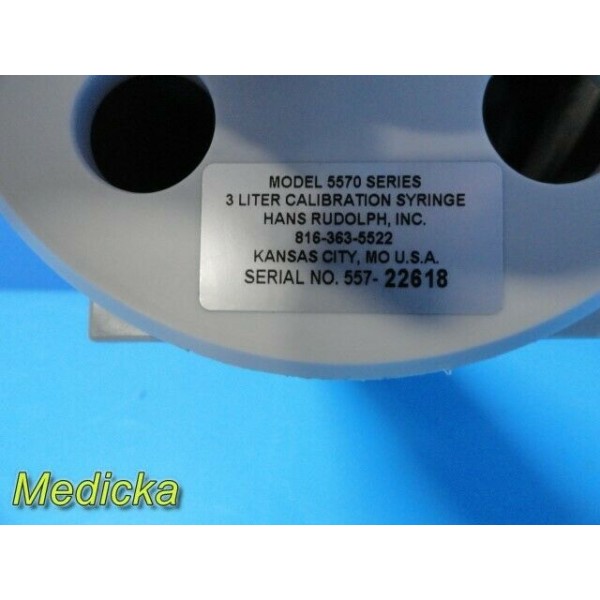 MODEL 5570 SERIES
3 LITER CALIBRATION SYRINGE
HANS RUDOLPH, INC.
816-363-5522
KANSAS CITY, MO U.S.A.
SERIAL NO. 557- 22618
Medicka